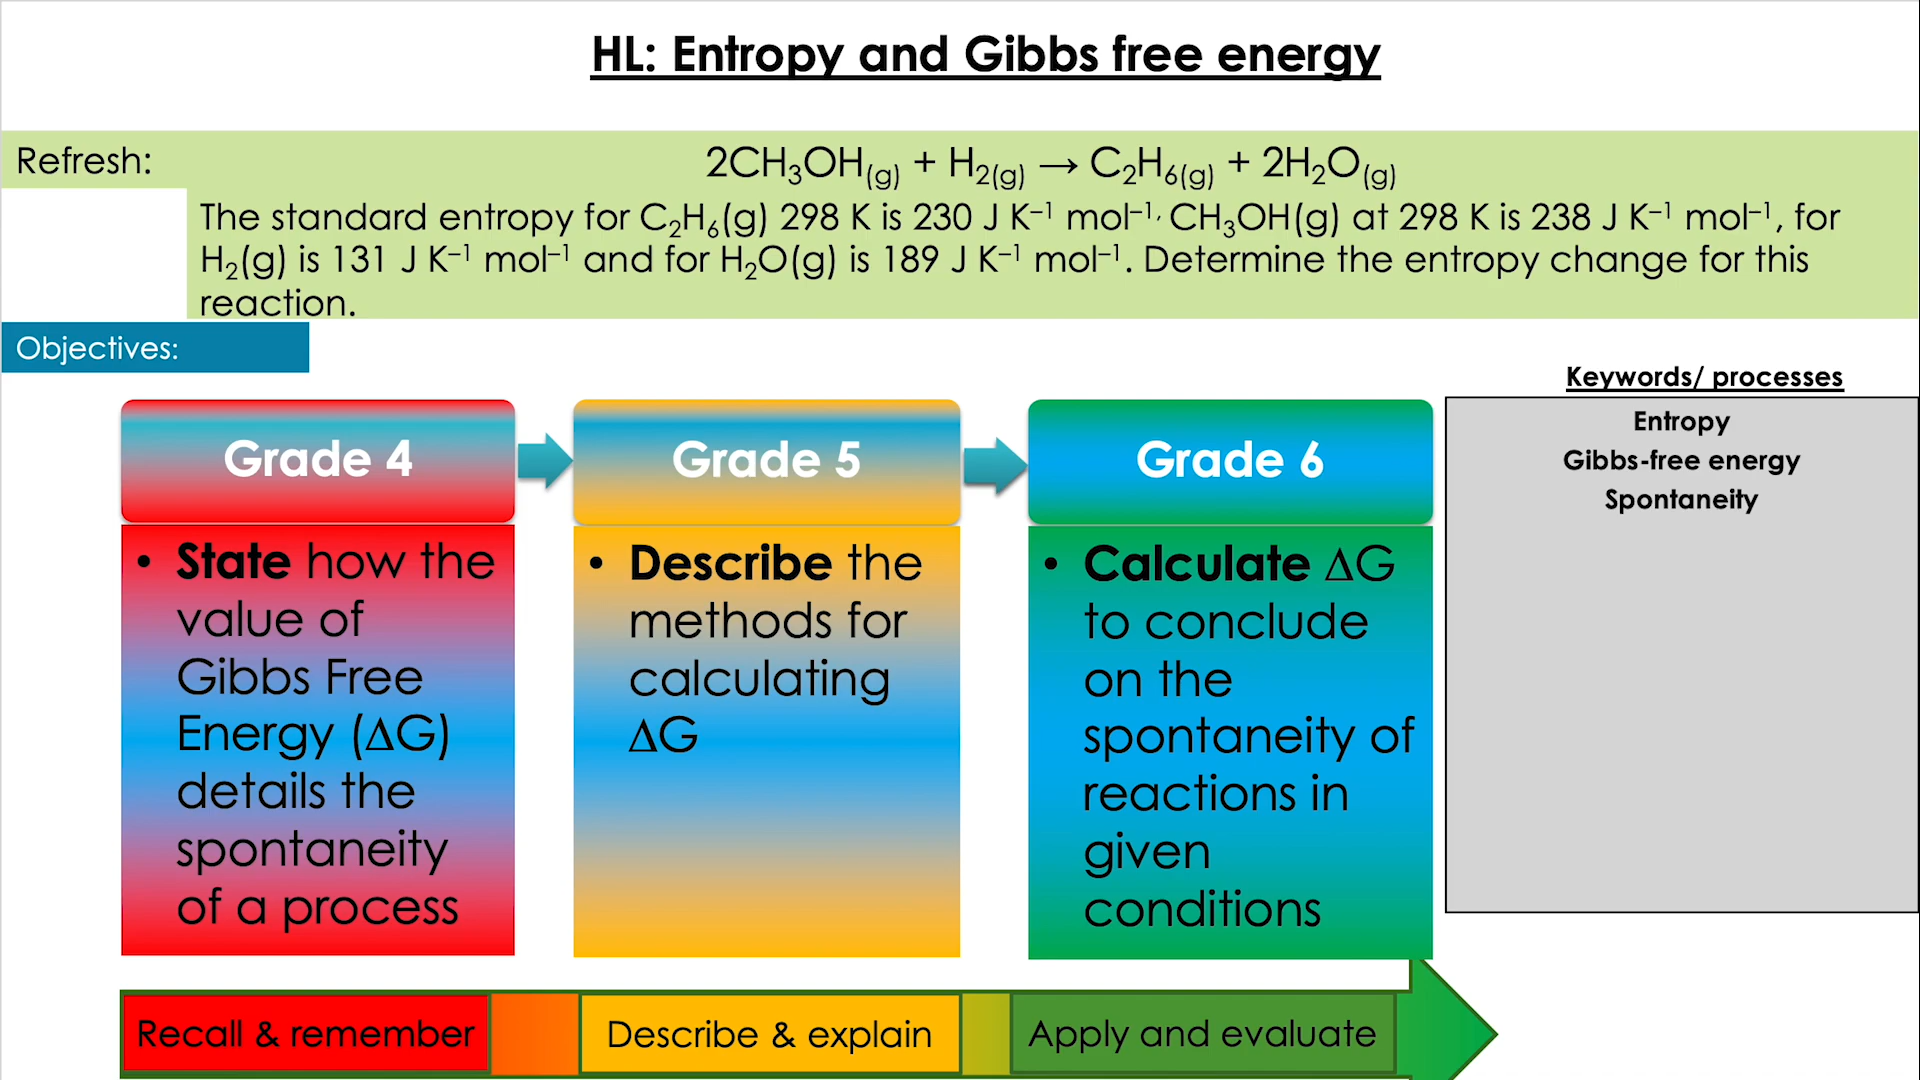 HL: Entropy and Gibbs free energy
Refresh:
2CH₃OH(g) + H₂(g) → C₂H₆(g) + 2H₂O(g)
The standard entropy for C₂H₆(g) 298 K is 230 J K⁻¹ mol⁻¹, CH₃OH(g) at 298 K is 238 J K⁻¹ mol⁻¹, for
H₂(g) is 131 J K⁻¹ mol⁻¹ and for H₂O(g) is 189 J K⁻¹ mol⁻¹. Determine the entropy change for this
reaction.
Objectives:
Keywords/ processes
Entropy
Gibbs-free energy
Spontaneity
Grade 4
• State how the
value of
Gibbs Free
Energy (ΔG)
details the
spontaneity
of a process
Grade 5
• Describe the
methods for
calculating
ΔG
Grade 6
• Calculate ΔG
to conclude
on the
spontaneity of
reactions in
given
conditions
Recall & remember
Describe & explain
Apply and evaluate